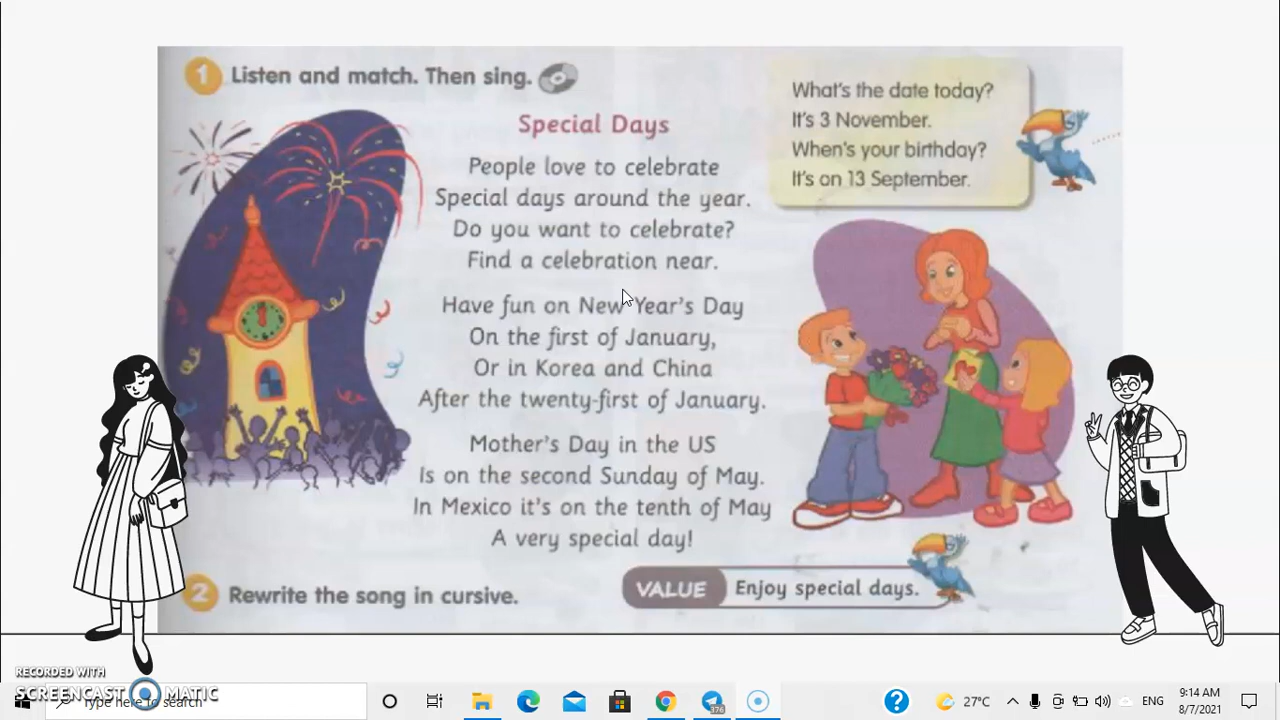 1 Listen and match. Then sing.
Special Days
People love to celebrate
Special days around the year.
Do you want to celebrate?
Find a celebration near.
Have fun on New Year's Day
On the first of January,
Or in Korea and China
After the twenty-first of January.
Mother's Day in the US
Is on the second Sunday of May.
In Mexico it's on the tenth of May
A very special day!
What's the date today?
It's 3 November.
When's your birthday?
It's on 13 September.
2 Rewrite the song in cursive.
VALUE Enjoy special days.
RECORDED WITH
SCREENCAST MATIC
Type here to search
376
27°C
ENG
9:14 AM
8/7/2021